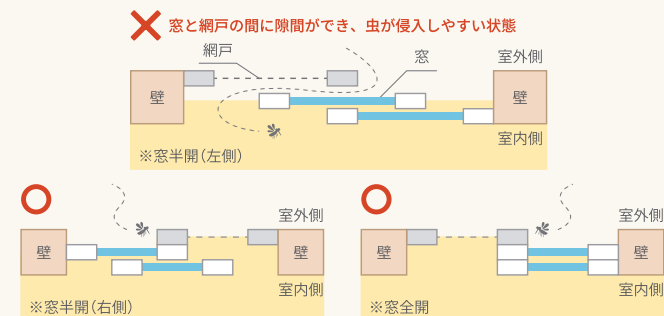 窓と網戸の間に隙間ができ、虫が侵入しやすい状態
網戸
窓
室外側
壁
壁
室内側
※窓半開(左側)
室外側
壁
壁
室内側
※窓半開(右側)
室外側
壁
壁
室内側
※窓全開